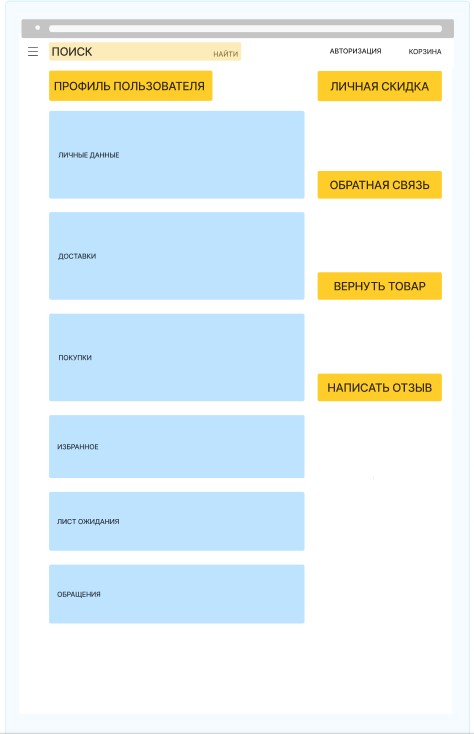 ПОИСК
НАЙТИ
АВТОРИЗАЦИЯ
КОРЗИНА
ПРОФИЛЬ ПОЛЬЗОВАТЕЛЯ
ЛИЧНАЯ СКИДКА
ЛИЧНЫЕ ДАННЫЕ
ОБРАТНАЯ СВЯЗЬ
ДОСТАВКИ
ВЕРНУТЬ ТОВАР
ПОКУПКИ
НАПИСАТЬ ОТЗЫВ
ИЗБРАННОЕ
ЛИСТ ОЖИДАНИЯ
ОБРАЩЕНИЯ